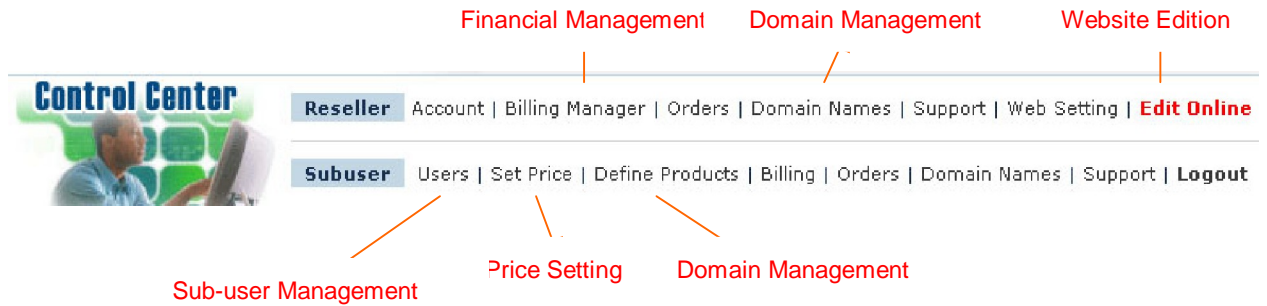 Financial Management Domain Management Website Edition
Control Center
Reseller Account | Billing Manager | Orders | Domain Names | Support | Web Setting | Edit Online
Subuser Users | Set Price | Define Products | Billing | Orders | Domain Names | Support | Logout
Price Setting Domain Management
Sub-user Management